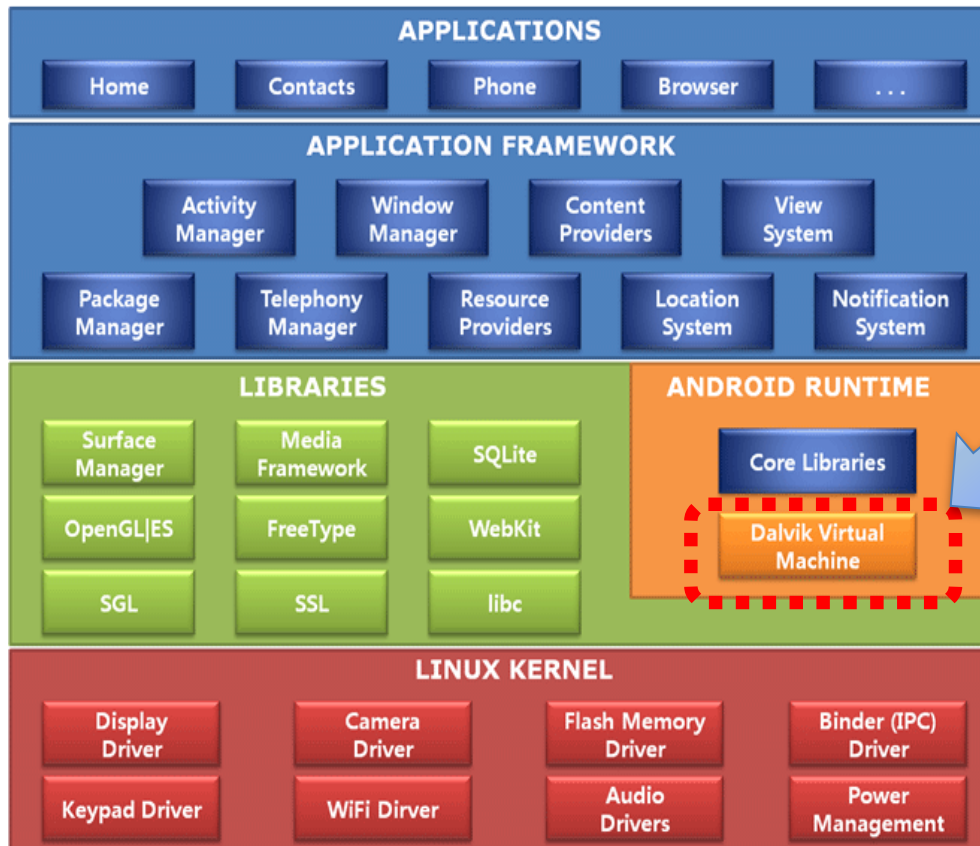 APPLICATIONS
Home
Contacts
Phone
Browser
. . .
APPLICATION FRAMEWORK
Activity
Manager
Window
Manager
Content
Providers
View
System
Package
Manager
Telephony
Manager
Resource
Providers
Location
System
Notification
System
LIBRARIES
Surface
Manager
Media
Framework
SQLite
OpenGL|ES
FreeType
WebKit
SGL
SSL
libc
ANDROID RUNTIME
Core Libraries
Dalvik Virtual
Machine
LINUX KERNEL
Display
Driver
Camera
Driver
Flash Memory
Driver
Binder (IPC)
Driver
Keypad Driver
WiFi Dirver
Audio
Drivers
Power
Management